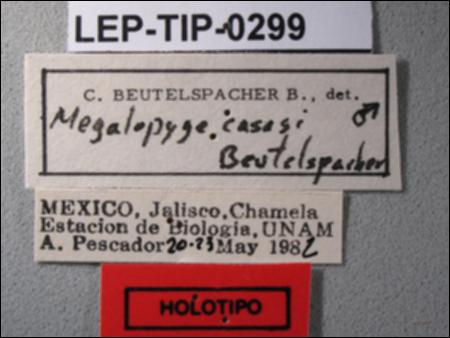 LEP-TIP-0299
C. BEUTELSPACHER B., det.
Megalopyge casasi ♂
Beutelspacher
MEXICO, Jalisco, Chamela
Estacion de Biologia, UNAM
A. Pescador 20-23 May 1982
HOLOTIPO